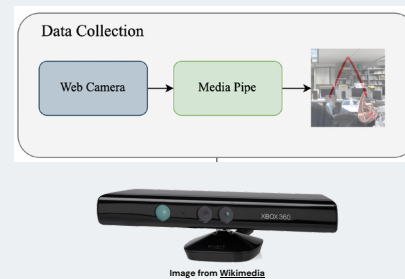 Data Collection
Web Camera
Media Pipe
XBOX 360
Image from Wikimedia